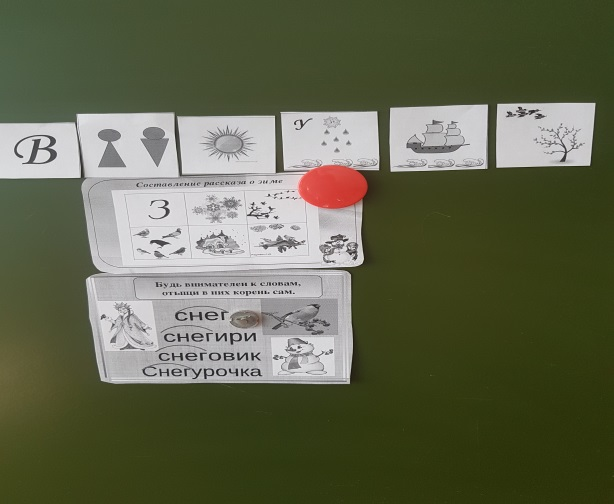 В
У
Составление рассказа о зиме
З
Будь внимателен к словам,
отыщи в них корень сам.
снег
снегири
снеговик
Снегурочка